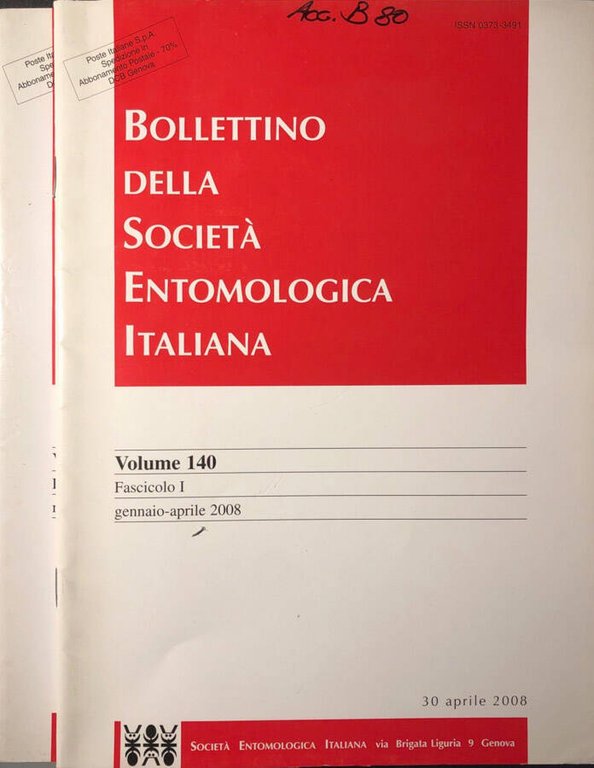 Acc. B 80
ISSN 0373-3491
Poste Italiane S.p.A
Spedizione in
Abbonamento Postale - 70%
DCB Genova
BOLLETTINO
DELLA
SOCIETÀ
ENTOMOLOGICA
ITALIANA
Volume 140
Fascicolo I
gennaio-aprile 2008
30 aprile 2008
SOCIETÀ ENTOMOLOGICA ITALIANA via Brigata Liguria 9 Genova